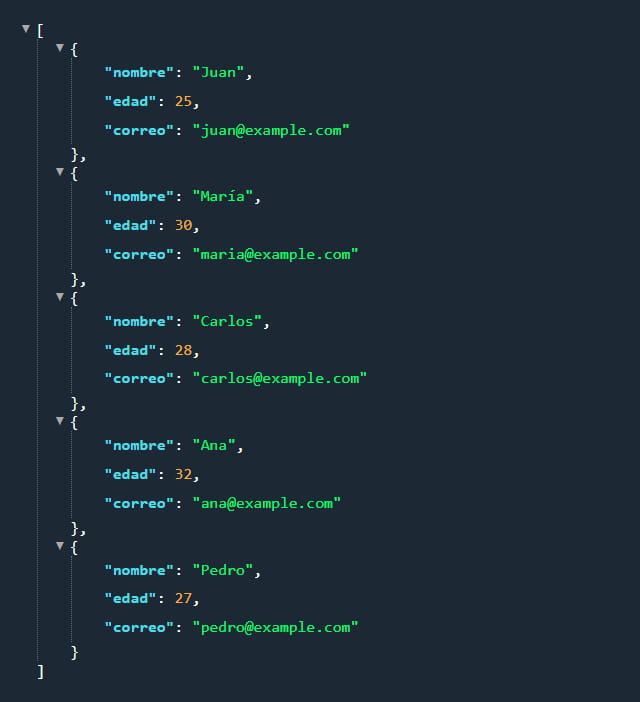 [
{
"nombre": "Juan",
"edad": 25,
"correo": "juan@example.com"
},
{
"nombre": "María",
"edad": 30,
"correo": "maria@example.com"
},
{
"nombre": "Carlos",
"edad": 28,
"correo": "carlos@example.com"
},
{
"nombre": "Ana",
"edad": 32,
"correo": "ana@example.com"
},
{
"nombre": "Pedro",
"edad": 27,
"correo": "pedro@example.com"
}
]